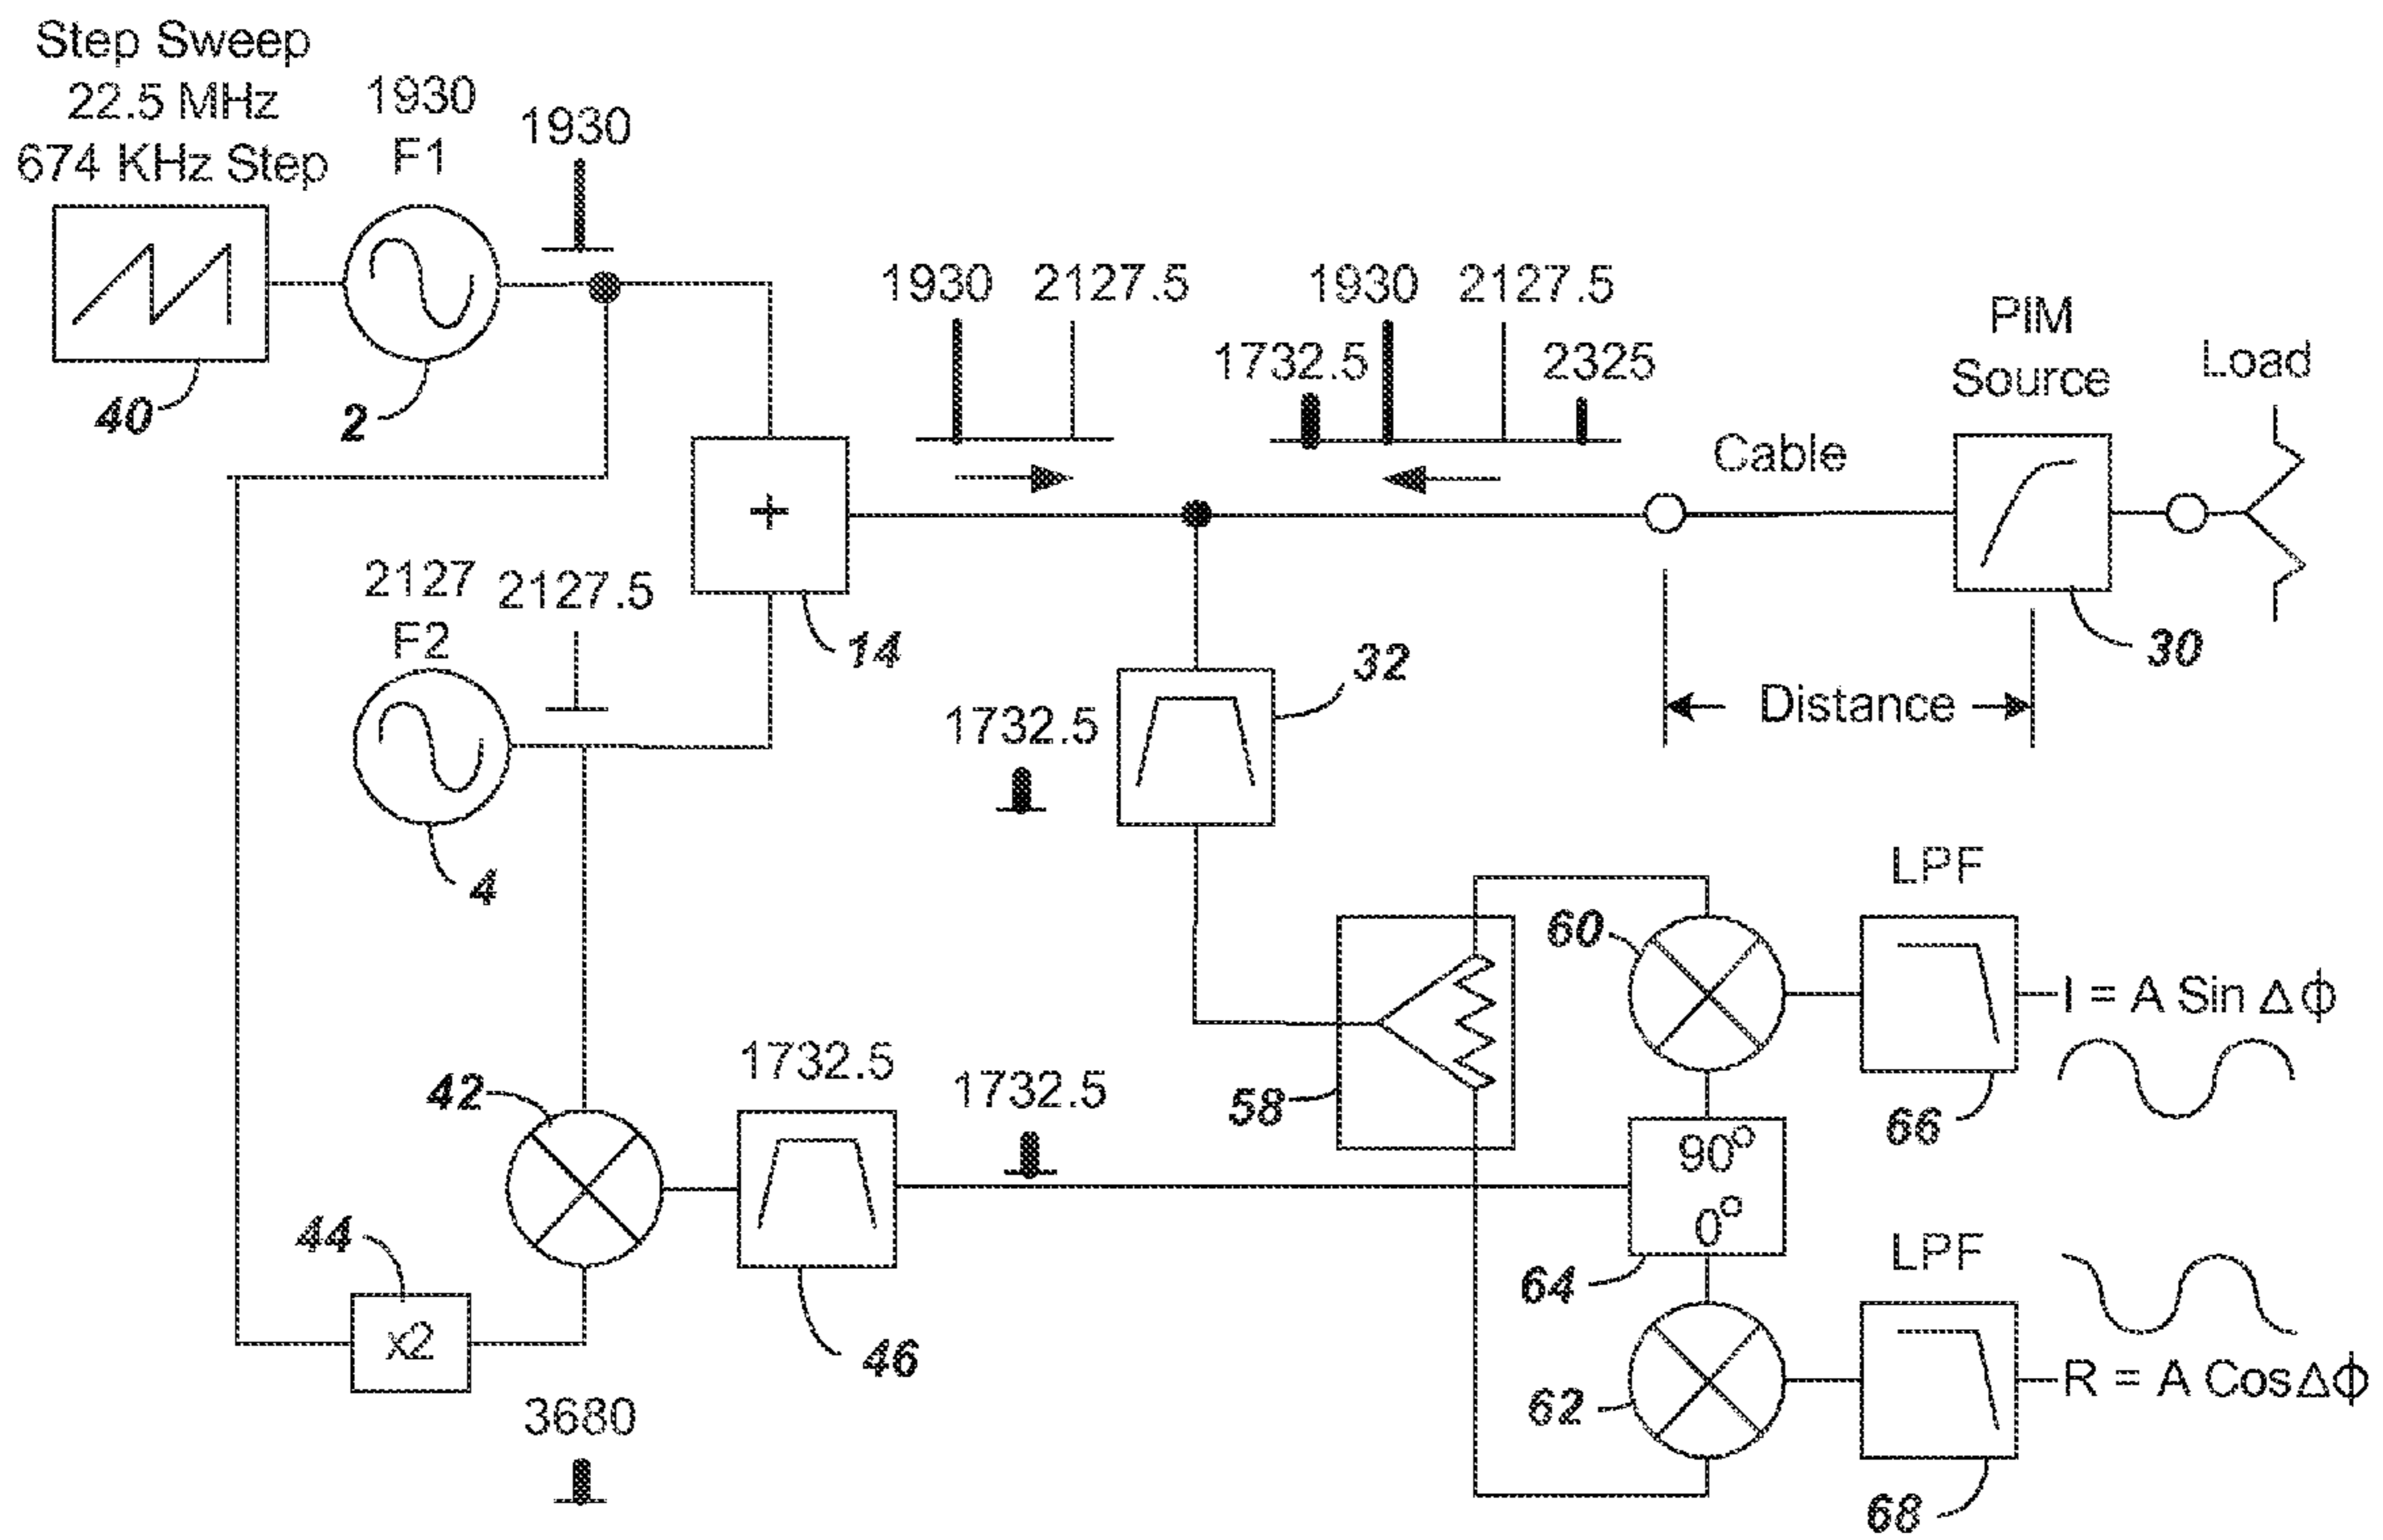 Step Sweep
22.5 MHz
674 KHz Step
1930
F1
1930
40
2
1930
2127.5
1930
2127.5
1732.5
2325
PIM
Source
Load
Cable
+
14
2127
F2
2127.5
4
30
32
1732.5
Distance
LPF
60
I = A Sin Δϕ
42
1732.5
1732.5
58
66
90°
0°
44
64
LPF
x2
46
62
R = A CosΔϕ
3680
68